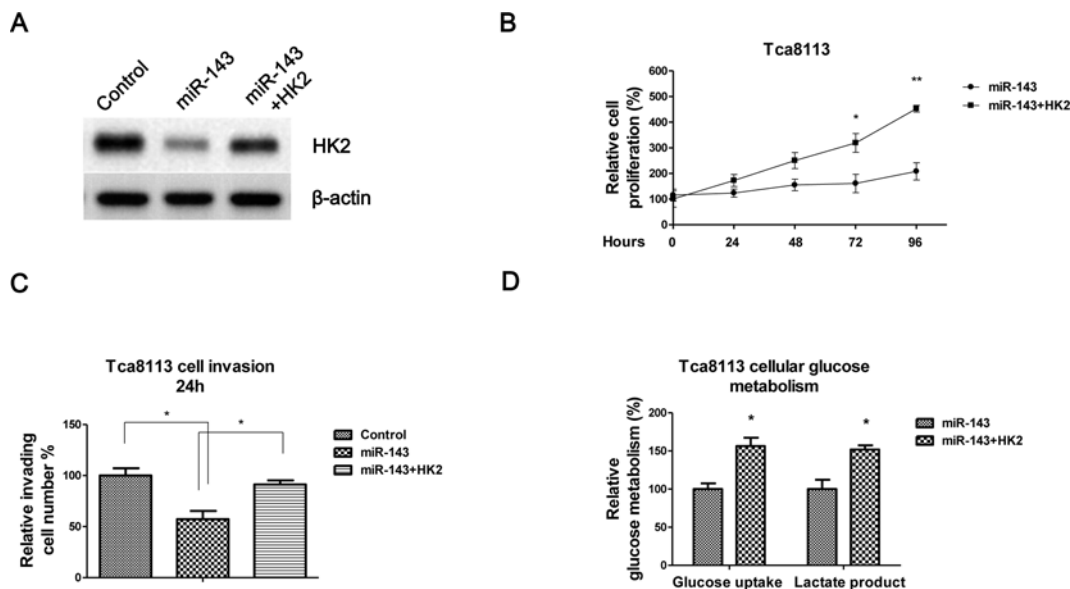 A
Control
miR-143
miR-143
+HK2
HK2
β-actin
B
Tca8113
Relative cell
proliferation (%)
600
500
400
300
200
100
0
*
**
miR-143
miR-143+HK2
Hours
0 24 48 72 96
C
Tca8113 cell invasion
24h
Relative invading
cell number %
150
100
50
0
*
*
Control
miR-143
miR-143+HK2
D
Tca8113 cellular glucose
metabolism
Relative
glucose metabolism (%)
200
150
100
50
0
*
*
miR-143
miR-143+HK2
Glucose uptake Lactate product